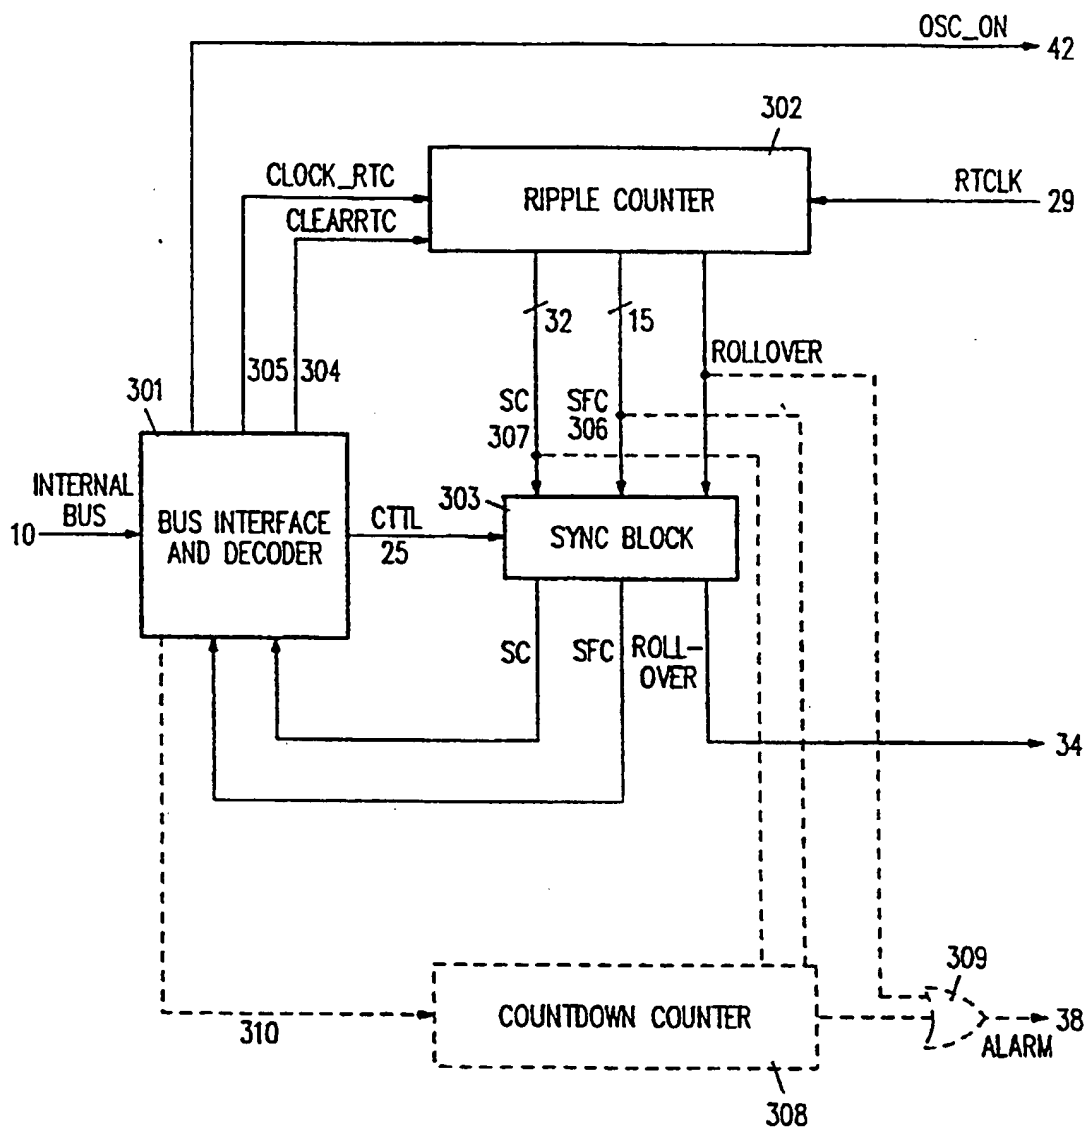 OSC_ON
42
302
CLOCK_RTC
CLEARRTC
RIPPLE COUNTER
RTCLK
29
32
15
305
304
ROLLOVER
301
SC
307
SFC
306
INTERNAL
BUS
10
BUS INTERFACE
AND DECODER
CTTL
25
303
SYNC BLOCK
SC
SFC
ROLL-
OVER
34
309
310
COUNTDOWN COUNTER
38
ALARM
308